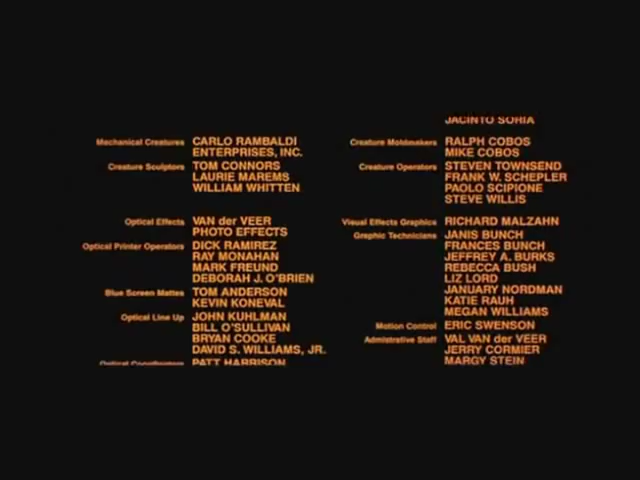 JACINTO SORIA
Mechanical Creatures CARLO RAMBALDI
ENTERPRISES, INC.
Creature Sculptors TOM CONNORS
LAURIE MAREMS
WILLIAM WHITTEN
Creature Moldmakers RALPH COBOS
MIKE COBOS
Creature Operators STEVEN TOWNSEND
FRANK W. SCHEPLER
PAOLO SCIPIONE
STEVE WILLIS
Optical Effects VAN der VEER
PHOTO EFFECTS
Optical Printer Operators DICK RAMIREZ
RAY MONAHAN
MARK FREUND
DEBORAH J. O'BRIEN
Blue Screen Mattes TOM ANDERSON
KEVIN KONEVAL
Optical Line Up JOHN KUHLMAN
BILL O'SULLIVAN
BRYAN COOKE
DAVID S. WILLIAMS, JR.
Optical Coordinators PATT HARRISON
Visual Effects Graphics RICHARD MALZAHN
Graphic Technicians JANIS BUNCH
FRANCES BUNCH
JEFFREY A. BURKS
REBECCA BUSH
LIZ LORD
JANUARY NORDMAN
KATIE RAUH
MEGAN WILLIAMS
Motion Control ERIC SWENSON
Admistrative Staff VAL VAN der VEER
JERRY CORMIER
MARGY STEIN